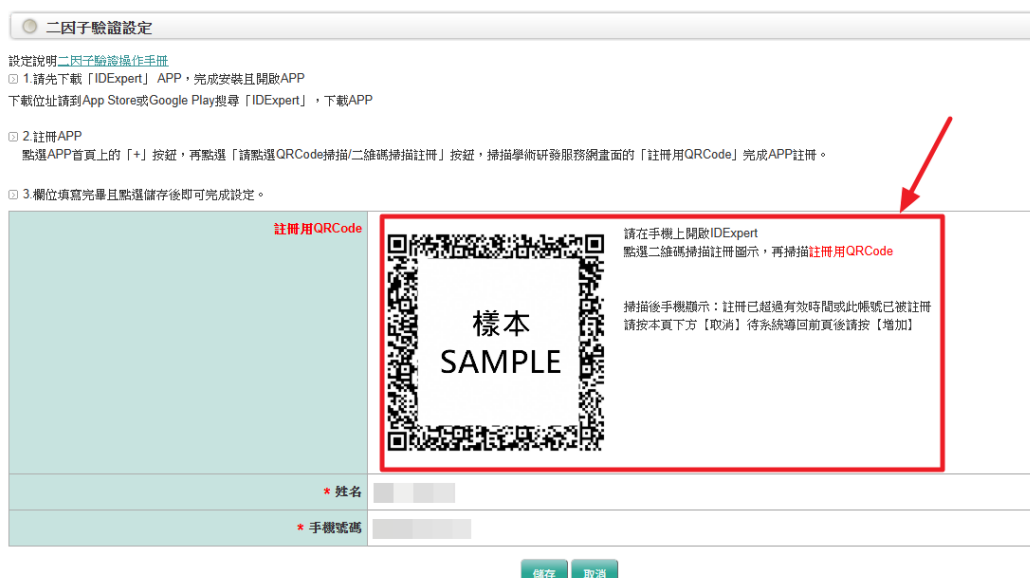 二因子驗證設定
設定說明二因子驗證操作手冊
1.請先下載「IDExpert」 APP，完成安裝且開啟APP
下載位址請到App Store或Google Play搜尋「IDExpert」，下載APP
2.註冊APP
點選APP首頁上的「+」按鈕，再點選「請點選QRCode掃描/二維碼掃描註冊」按鈕，掃描學術研發服務網畫面的「註冊用QRCode」完成APP註冊。
3.欄位填寫完畢且點選儲存後即可完成設定。
註冊用QRCode
樣本
SAMPLE
請在手機上開啟IDExpert
點選二維碼掃描註冊圖示，再掃描註冊用QRCode
掃描後手機顯示：註冊已超過有效時間或此帳號已被註冊
請按本頁下方【取消】待系統導回前頁後請按【增加】
* 姓名
* 手機號碼
儲存 取消